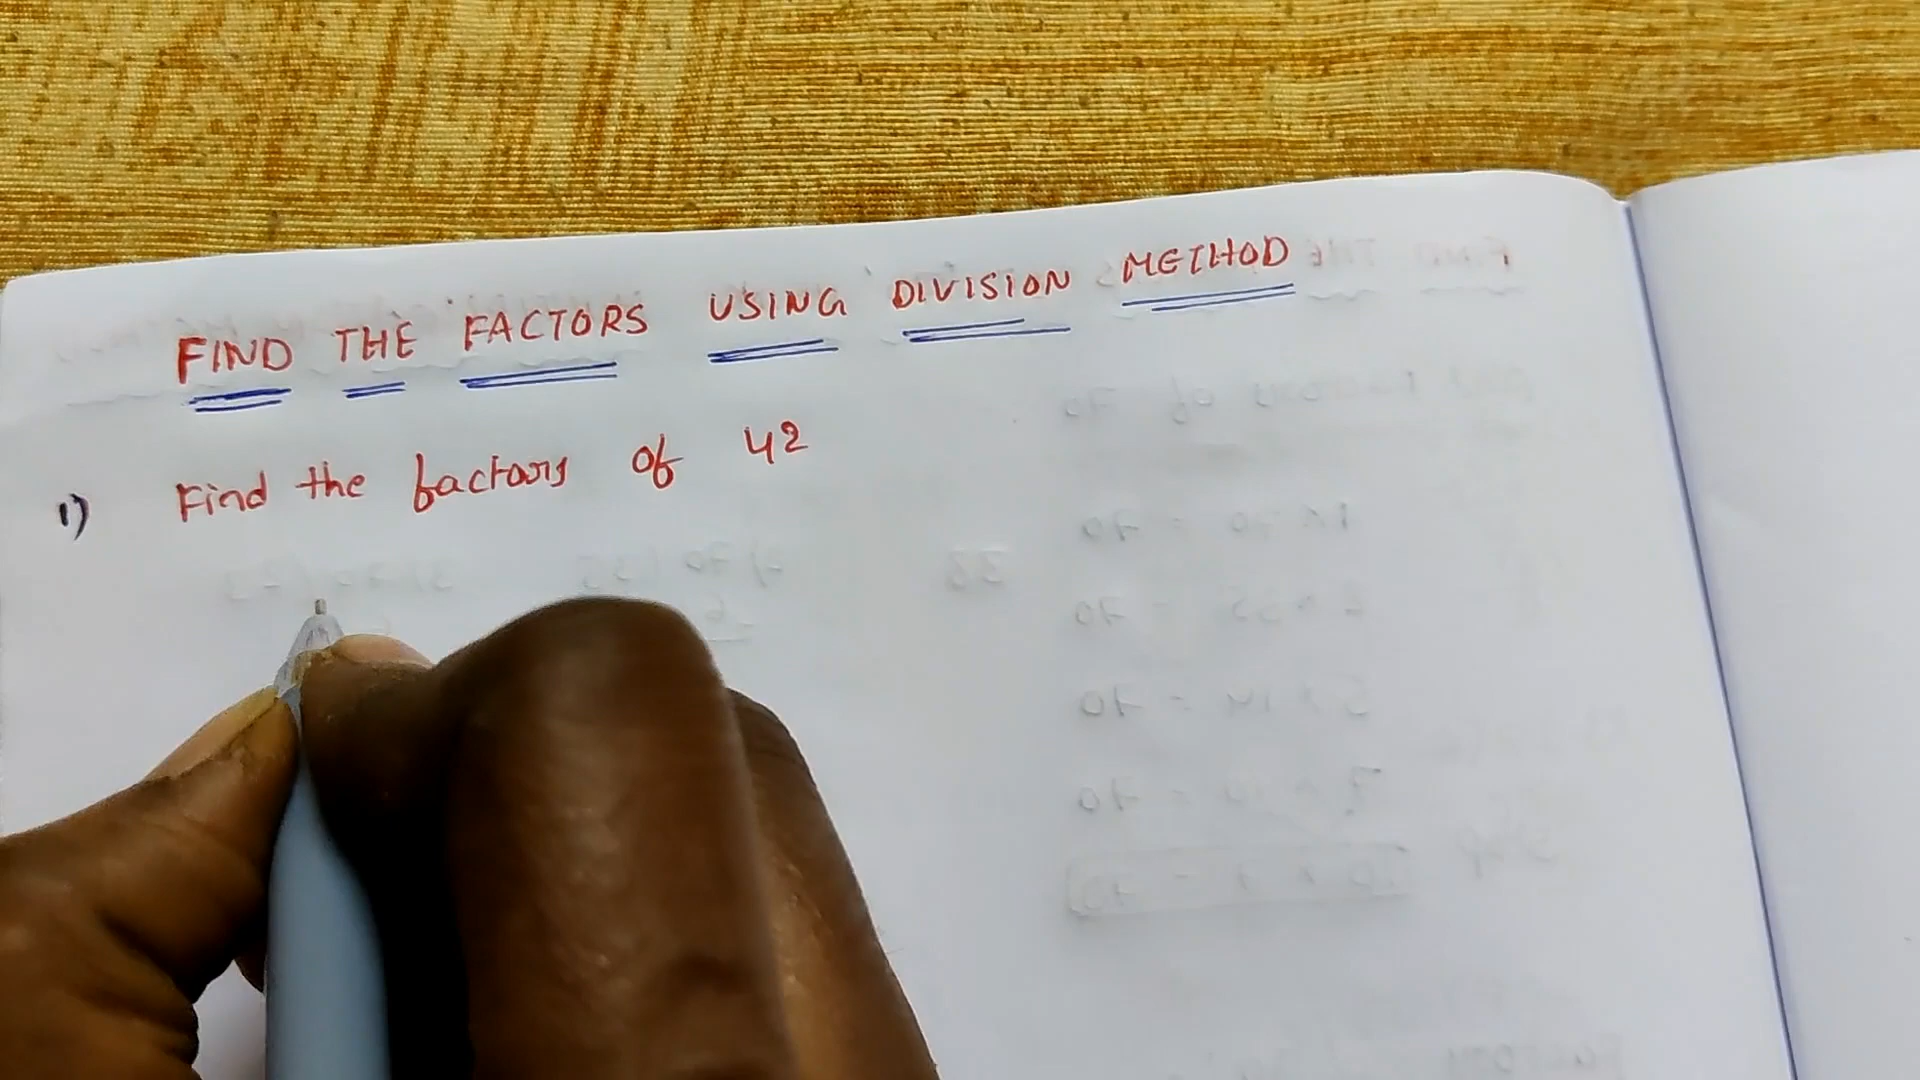 FIND THE FACTORS USING DIVISION METHOD
1) Find the factors of 42